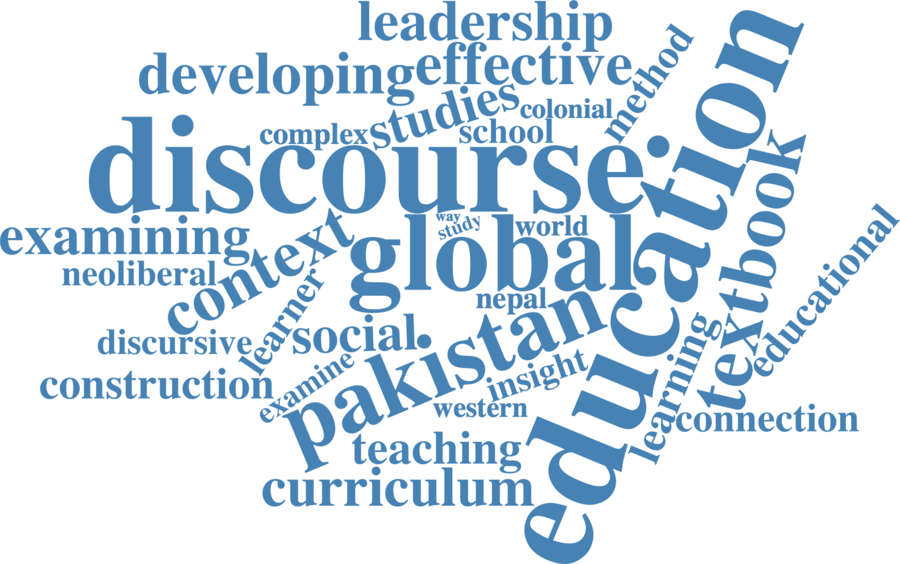 leadership
developing
effective
method
education
studies
colonial
complex
school
discourse
textbook
way
study
examining
context
global
world
educational
neoliberal
learner
nepal
discursive
social
pakistan
learning
construction
examine
insight
western
connection
teaching
curriculum